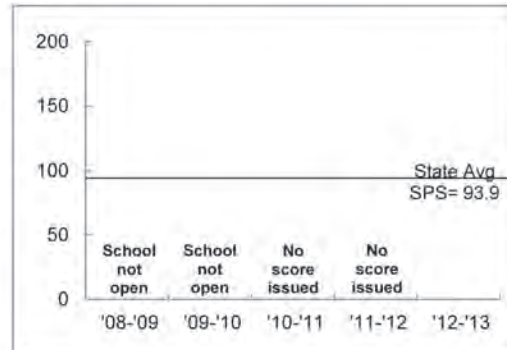 200
150
100
State Avg
SPS= 93.9
50
School not open
School not open
No score issued
No score issued
0
'08-'09 '09-'10 '10-'11 '11-'12 '12-'13